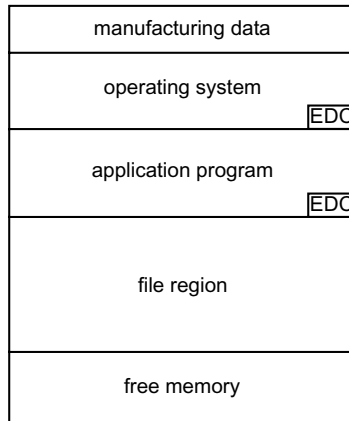 manufacturing data
operating system
EDC
application program
EDC
file region
free memory